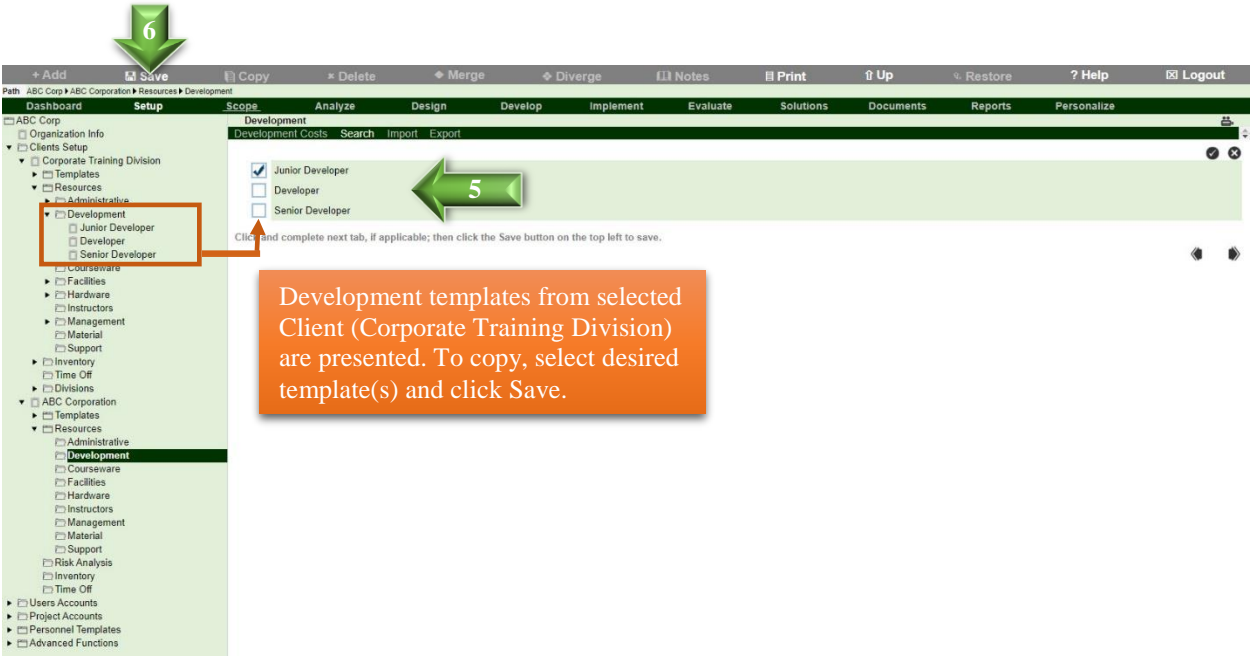 6
+ Add Save Copy × Delete Merge Diverge Notes Print Up Restore ? Help Logout
Path ABC Corp ABC Corporation Resources Development
Dashboard Setup Scope Analyze Design Develop Implement Evaluate Solutions Documents Reports Personalize
ABC Corp
Organization Info
Clients Setup
Corporate Training Division
Templates
Resources
Administrative
Development
Junior Developer
Developer
Senior Developer
Courseware
Facilities
Hardware
Instructors
Management
Material
Support
Inventory
Time Off
Divisions
ABC Corporation
Templates
Resources
Administrative
Development
Courseware
Facilities
Hardware
Instructors
Management
Material
Support
Risk Analysis
Inventory
Time Off
Users Accounts
Project Accounts
Personnel Templates
Advanced Functions
Development
Development Costs Search Import Export
Junior Developer
Developer
Senior Developer
5
Click and complete next tab, if applicable; then click the Save button on the top left to save.
Development templates from selected
Client (Corporate Training Division)
are presented. To copy, select desired
template(s) and click Save.